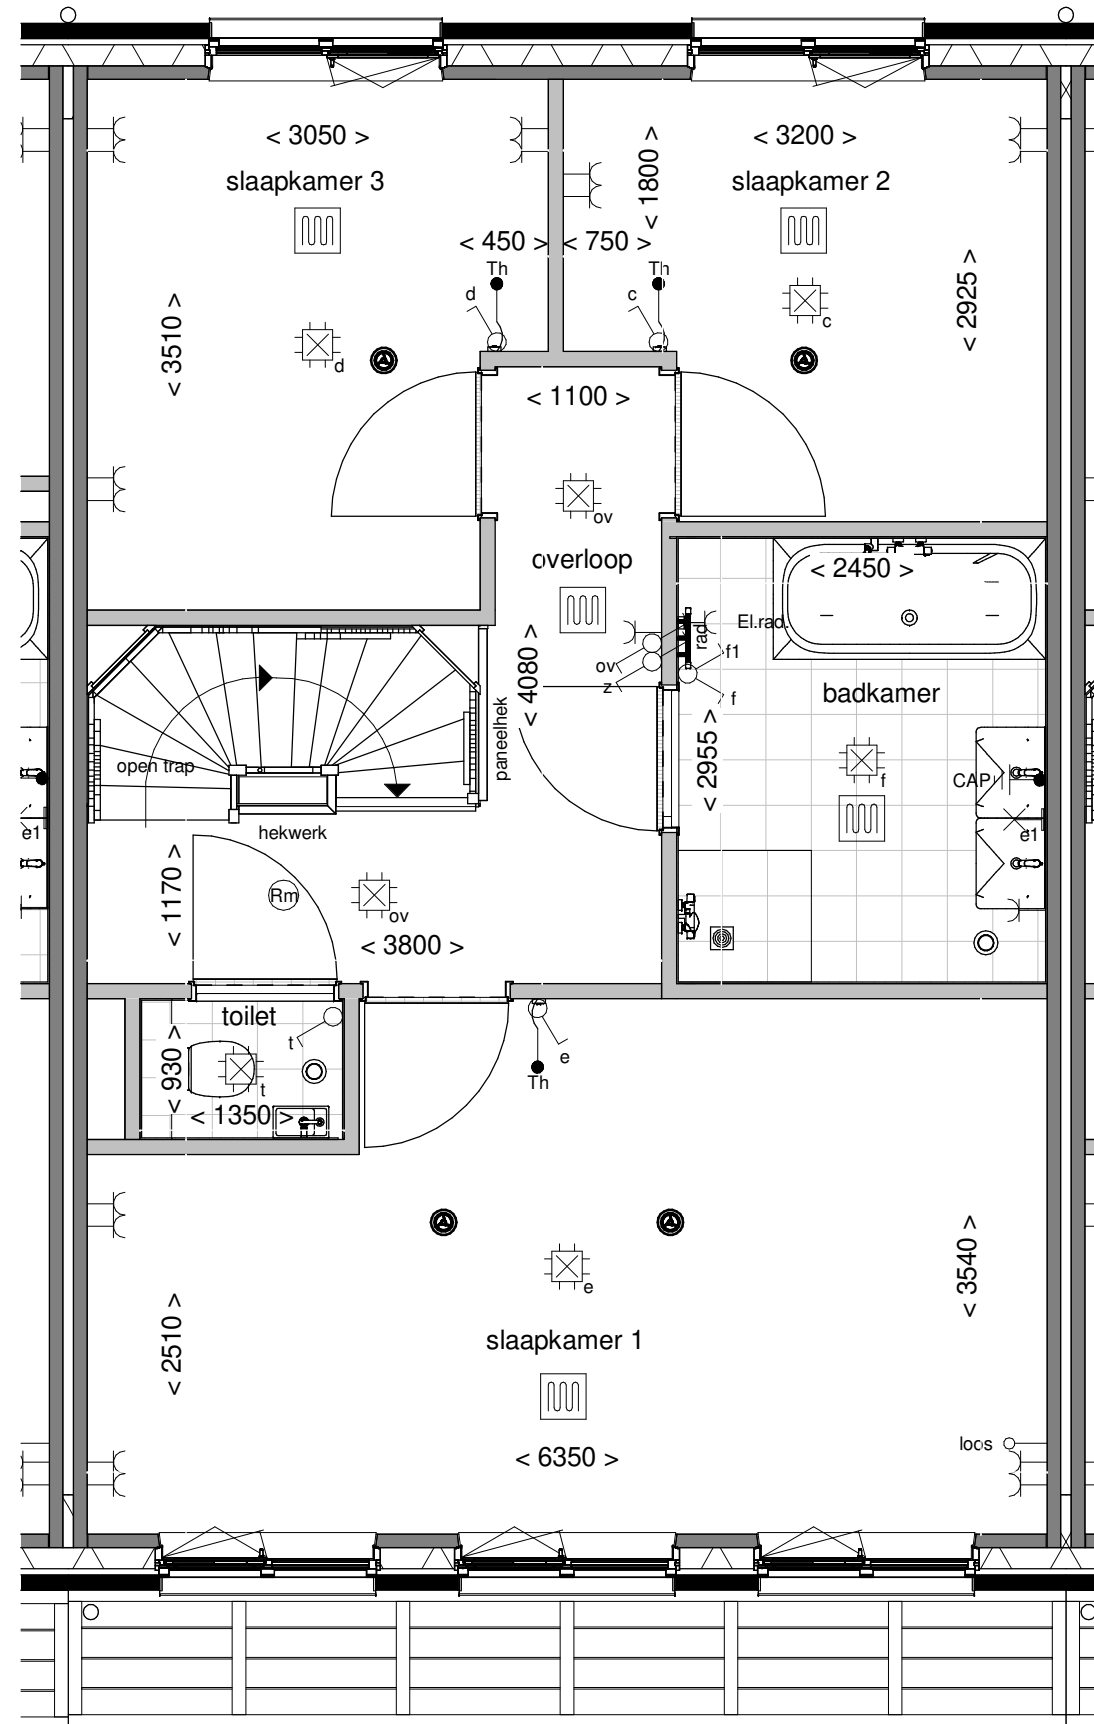 < 3050 >
< 3200 >
< 1800 >
slaapkamer 3
slaapkamer 2
< 450 >
< 750 >
Th
Th
d
c
< 2925 >
c
< 3510 >
d
< 1100 >
ov
overloop
< 2450 >
El.rad.
rad
f1
ov
z
f
< 4080 >
badkamer
paneelhek
< 2955 >
open trap
f
CAP
e1
e1
hekwerk
< 1170 >
Rm
ov
< 3800 >
toilet
t
< 930 >
t
e
Th
< 1350 >
< 3540 >
e
< 2510 >
slaapkamer 1
loos
< 6350 >